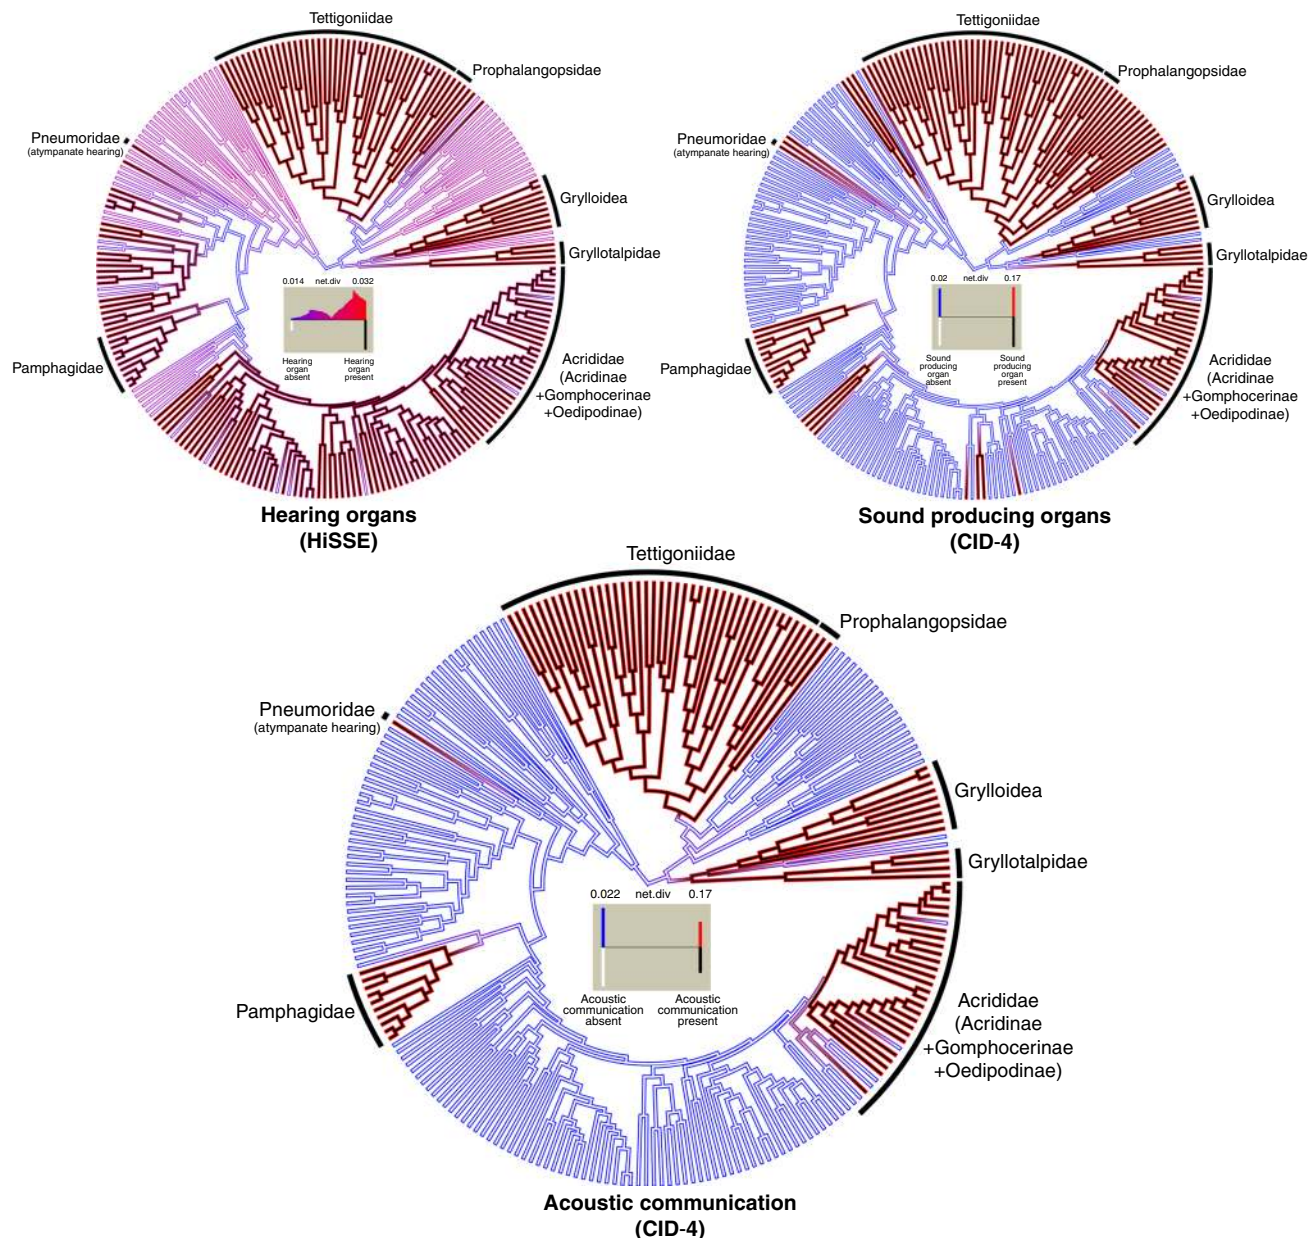 Tettigoniidae
Prophalangopsidae
Pneumoridae
(atympanate hearing)
Grylloidea
Gryllotalpidae
0.014 net.div 0.032
Hearing
organ
absent
Hearing
organ
present
Pamphagidae
Acrididae
(Acridinae
+Gomphocerinae
+Oedipodinae)
Hearing organs
(HiSSE)
Tettigoniidae
Prophalangopsidae
Pneumoridae
(atympanate hearing)
Grylloidea
Gryllotalpidae
0.02 net.div 0.17
Sound
producing
organ
absent
Sound
producing
organ
present
Pamphagidae
Acrididae
(Acridinae
+Gomphocerinae
+Oedipodinae)
Sound producing organs
(CID-4)
Tettigoniidae
Prophalangopsidae
Pneumoridae
(atympanate hearing)
Grylloidea
Gryllotalpidae
0.022 net.div 0.17
Acoustic
communication
absent
Acoustic
communication
present
Pamphagidae
Acrididae
(Acridinae
+Gomphocerinae
+Oedipodinae)
Acoustic communication
(CID-4)